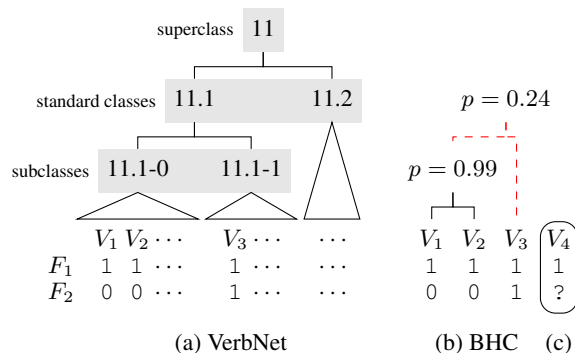 superclass 11
standard classes 11.1 11.2 p = 0.24
subclasses 11.1-0 11.1-1 p = 0.99
V1 V2 ··· V3 ··· ··· V1 V2 V3 V4
F1 1 1 ··· 1 ··· ··· 1 1 1 1
F2 0 0 ··· 1 ··· ··· 0 0 1 ?
(a) VerbNet (b) BHC (c)